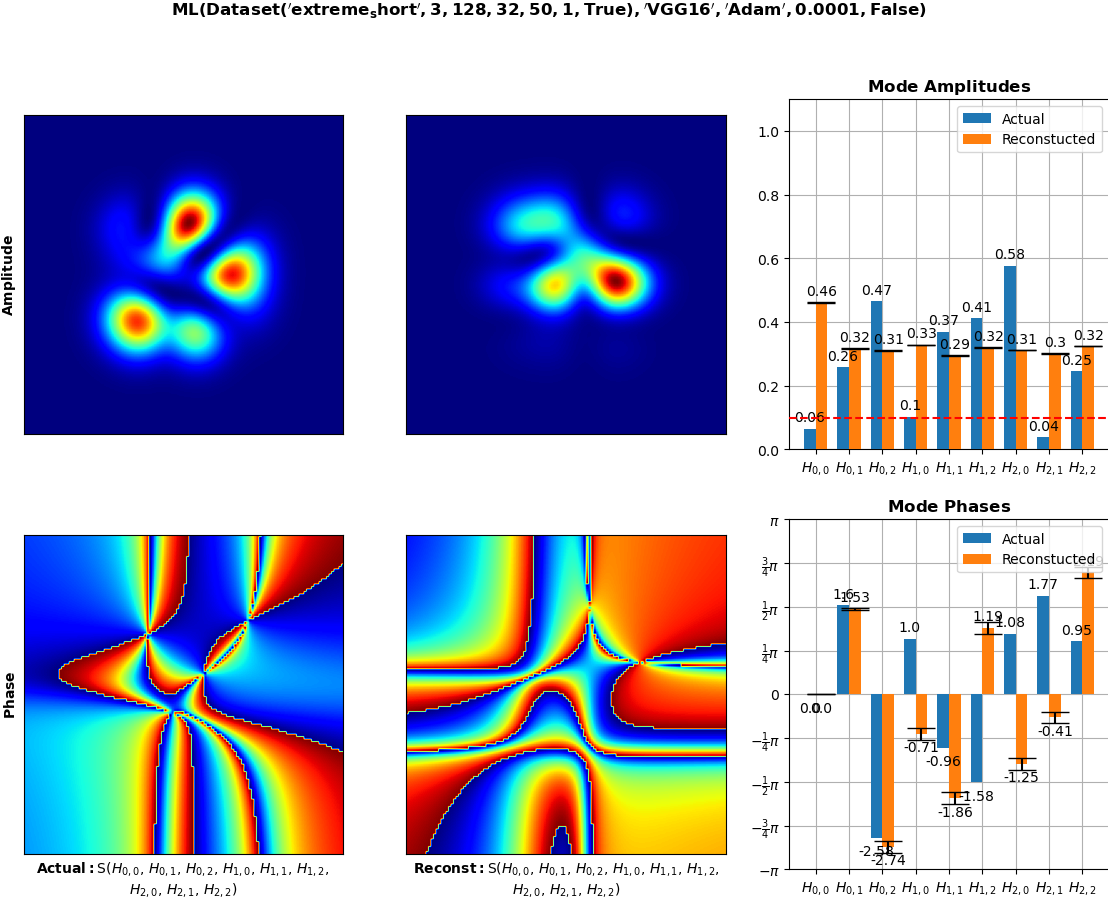 ML(Dataset('extreme_short', 3, 128, 32, 50, 1, True), 'VGG16', 'Adam', 0.0001, False)
Amplitude
Mode Amplitudes
Actual
Reconstucted
1.0
0.8
0.6
0.4
0.2
0.0
0.06
0.46
0.26
0.32
0.47
0.31
0.1
0.33
0.37
0.29
0.41
0.32
0.58
0.31
0.04
0.3
0.25
0.32
H0,0 H0,1 H0,2 H1,0 H1,1 H1,2 H2,0 H2,1 H2,2
Phase
Mode Phases
Actual
Reconstucted
π
3/4π
1/2π
1/4π
0
−1/4π
−1/2π
−3/4π
−π
0.0
0.0
1.6
1.53
-2.58
-2.74
1.0
-0.71
-0.96
-1.86
-1.58
1.19
1.08
-1.25
1.77
-0.41
0.95
H0,0 H0,1 H0,2 H1,0 H1,1 H1,2 H2,0 H2,1 H2,2
Actual: S(H0,0, H0,1, H0,2, H1,0, H1,1, H1,2,
H2,0, H2,1, H2,2)
Reconst: S(H0,0, H0,1, H0,2, H1,0, H1,1, H1,2,
H2,0, H2,1, H2,2)